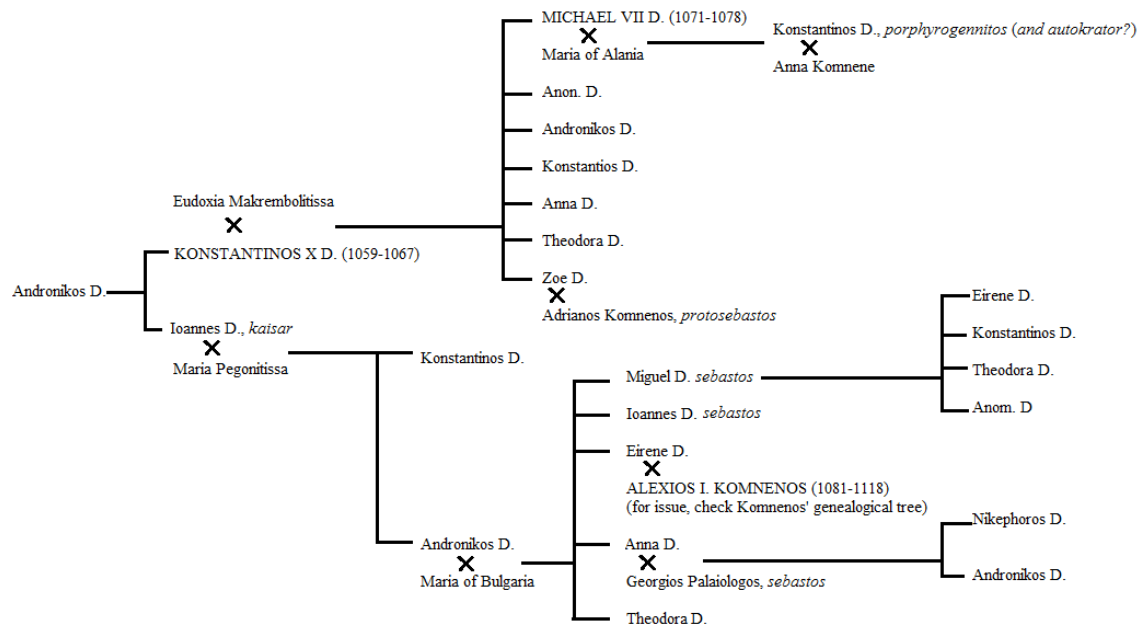 MICHAEL VII D. (1071-1078)
Maria of Alania
Konstantinos D., porphyrogennitos (and autokrator?)
Anna Komnene
Anon. D.
Andronikos D.
Konstantios D.
Anna D.
Theodora D.
Zoe D.
Adrianos Komnenos, protosebastos
Eudoxia Makrembolitissa
KONSTANTINOS X D. (1059-1067)
Andronikos D.
Ioannes D., kaisar
Maria Pegonitissa
Konstantinos D.
Andronikos D.
Maria of Bulgaria
Miguel D. sebastos
Ioannes D. sebastos
Eirene D.
ALEXIOS I. KOMNENOS (1081-1118)
(for issue, check Komnenos' genealogical tree)
Anna D.
Georgios Palaiologos, sebastos
Theodora D.
Eirene D.
Konstantinos D.
Theodora D.
Anom. D
Nikephoros D.
Andronikos D.